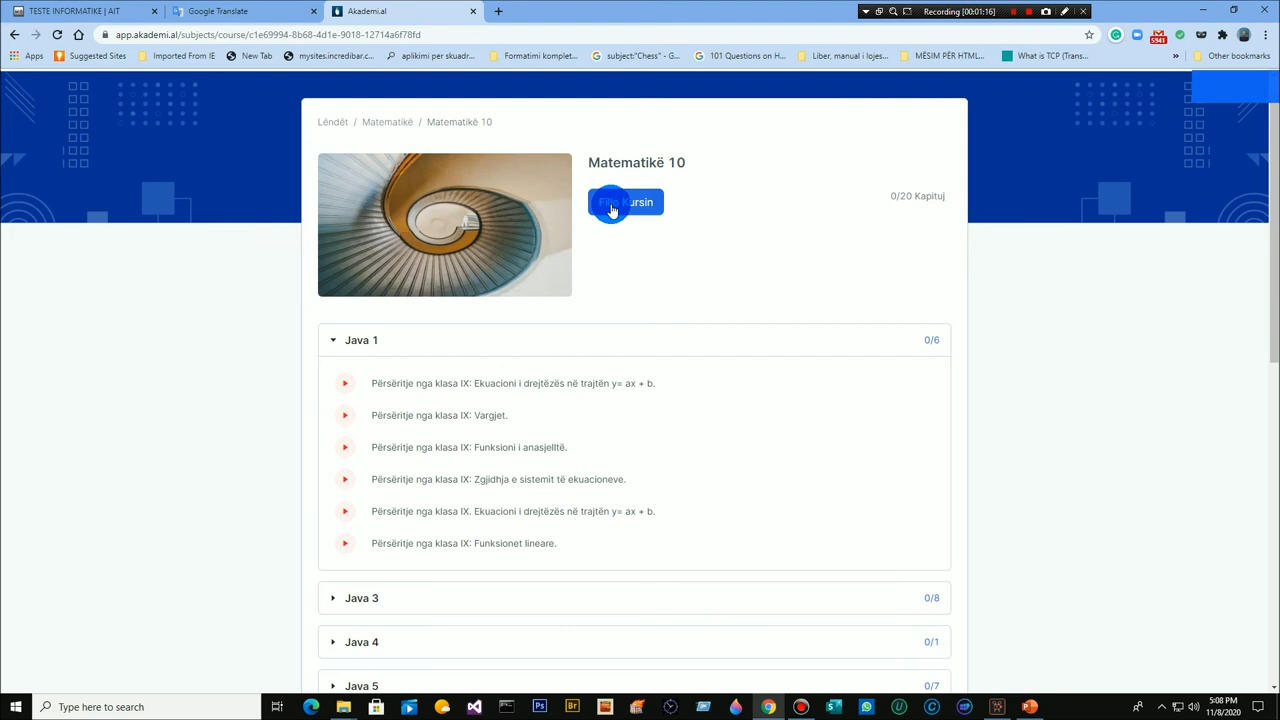 TESTE INFORMATIKE | AIT
Google Translate
Akademi.al
Recording [00:01:16]
app.akademi.al/subjects/course/c1e69994-8b68-4d1e-9018-12714a6f78fd
5941
Apps
Suggested Sites
Imported From IE
New Tab
mustes.incredior.c...
aplikimi per skuadr...
Formatimi komplet...
subject:"Chess" - G...
101 Questions on H...
Liber, manual i lojes...
MËSIM PËR HTML...
What is TCP (Trans...
»
Other bookmarks
Lëndët / Matematikë / Matematikë 10
Matematikë 10
Fillo Kursin
0/20 Kapituj
Java 1
0/6
Përsëritje nga klasa IX: Ekuacioni i drejtëzës në trajtën y= ax + b.
Përsëritje nga klasa IX: Vargjet.
Përsëritje nga klasa IX: Funksioni i anasjelltë.
Përsëritje nga klasa IX: Zgjidhja e sistemit të ekuacioneve.
Përsëritje nga klasa IX. Ekuacioni i drejtëzës në trajtën y= ax + b.
Përsëritje nga klasa IX: Funksionet lineare.
Java 3
0/8
Java 4
0/1
Java 5
0/7
Type here to search
5:08 PM
11/8/2020